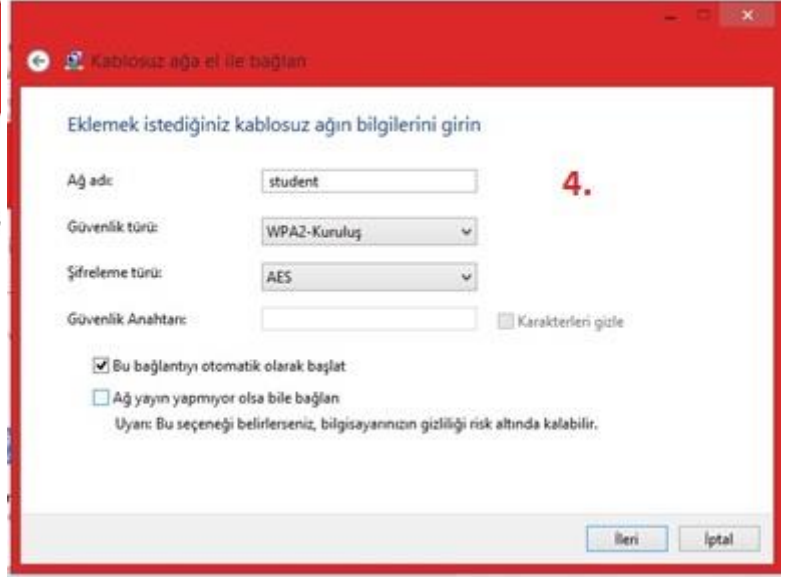 Kablosuz ağa el ile bağlan
Eklemek istediğiniz kablosuz ağın bilgilerini girin
4.
Ağ adı: student
Güvenlik türü: WPA2-Kuruluş
Şifreleme türü: AES
Güvenlik Anahtarı: Karakterleri gizle
Bu bağlantıyı otomatik olarak başlat
Ağ yayın yapmıyor olsa bile bağlan
Uyarı: Bu seçeneği belirlerseniz, bilgisayarınızın gizliliği risk altında kalabilir.
İleri İptal